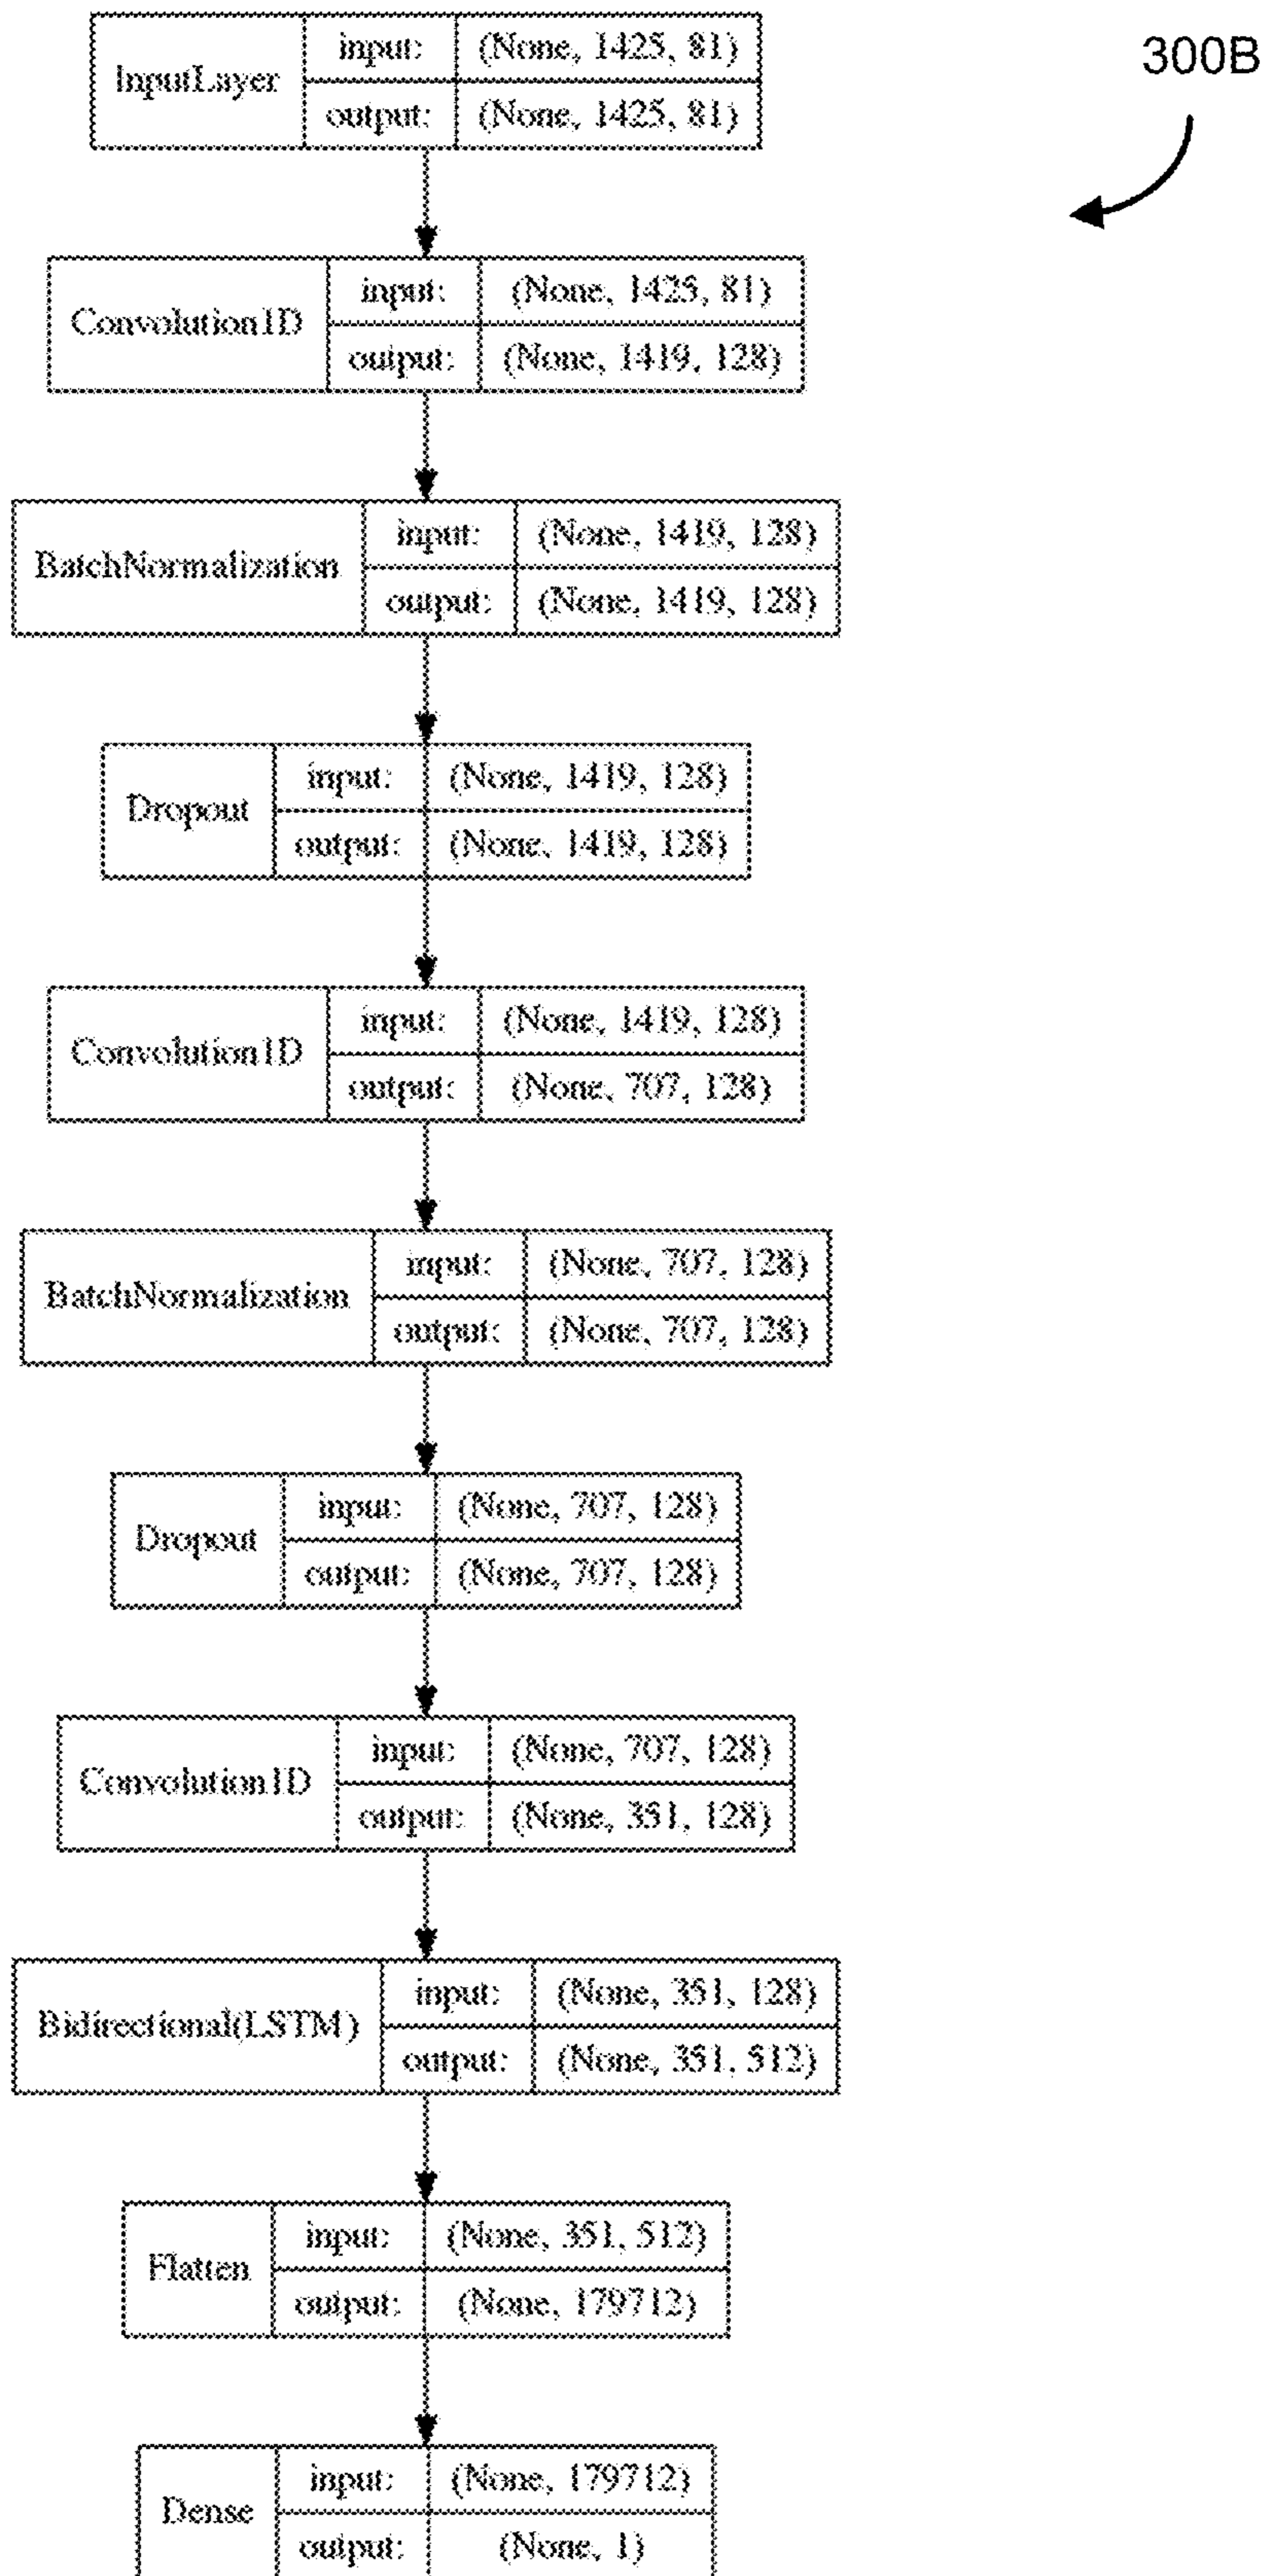 300B
input: (None, 1425, 81)
InputLayer
output: (None, 1425, 81)
input: (None, 1425, 81)
Convolution1D
output: (None, 1419, 128)
input: (None, 1419, 128)
BatchNormalization
output: (None, 1419, 128)
input: (None, 1419, 128)
Dropout
output: (None, 1419, 128)
input: (None, 1419, 128)
Convolution1D
output: (None, 707, 128)
input: (None, 707, 128)
BatchNormalization
output: (None, 707, 128)
input: (None, 707, 128)
Dropout
output: (None, 707, 128)
input: (None, 707, 128)
Convolution1D
output: (None, 351, 128)
input: (None, 351, 128)
Bidirectional(LSTM)
output: (None, 351, 512)
input: (None, 351, 512)
Flatten
output: (None, 179712)
input: (None, 179712)
Dense
output: (None, 1)